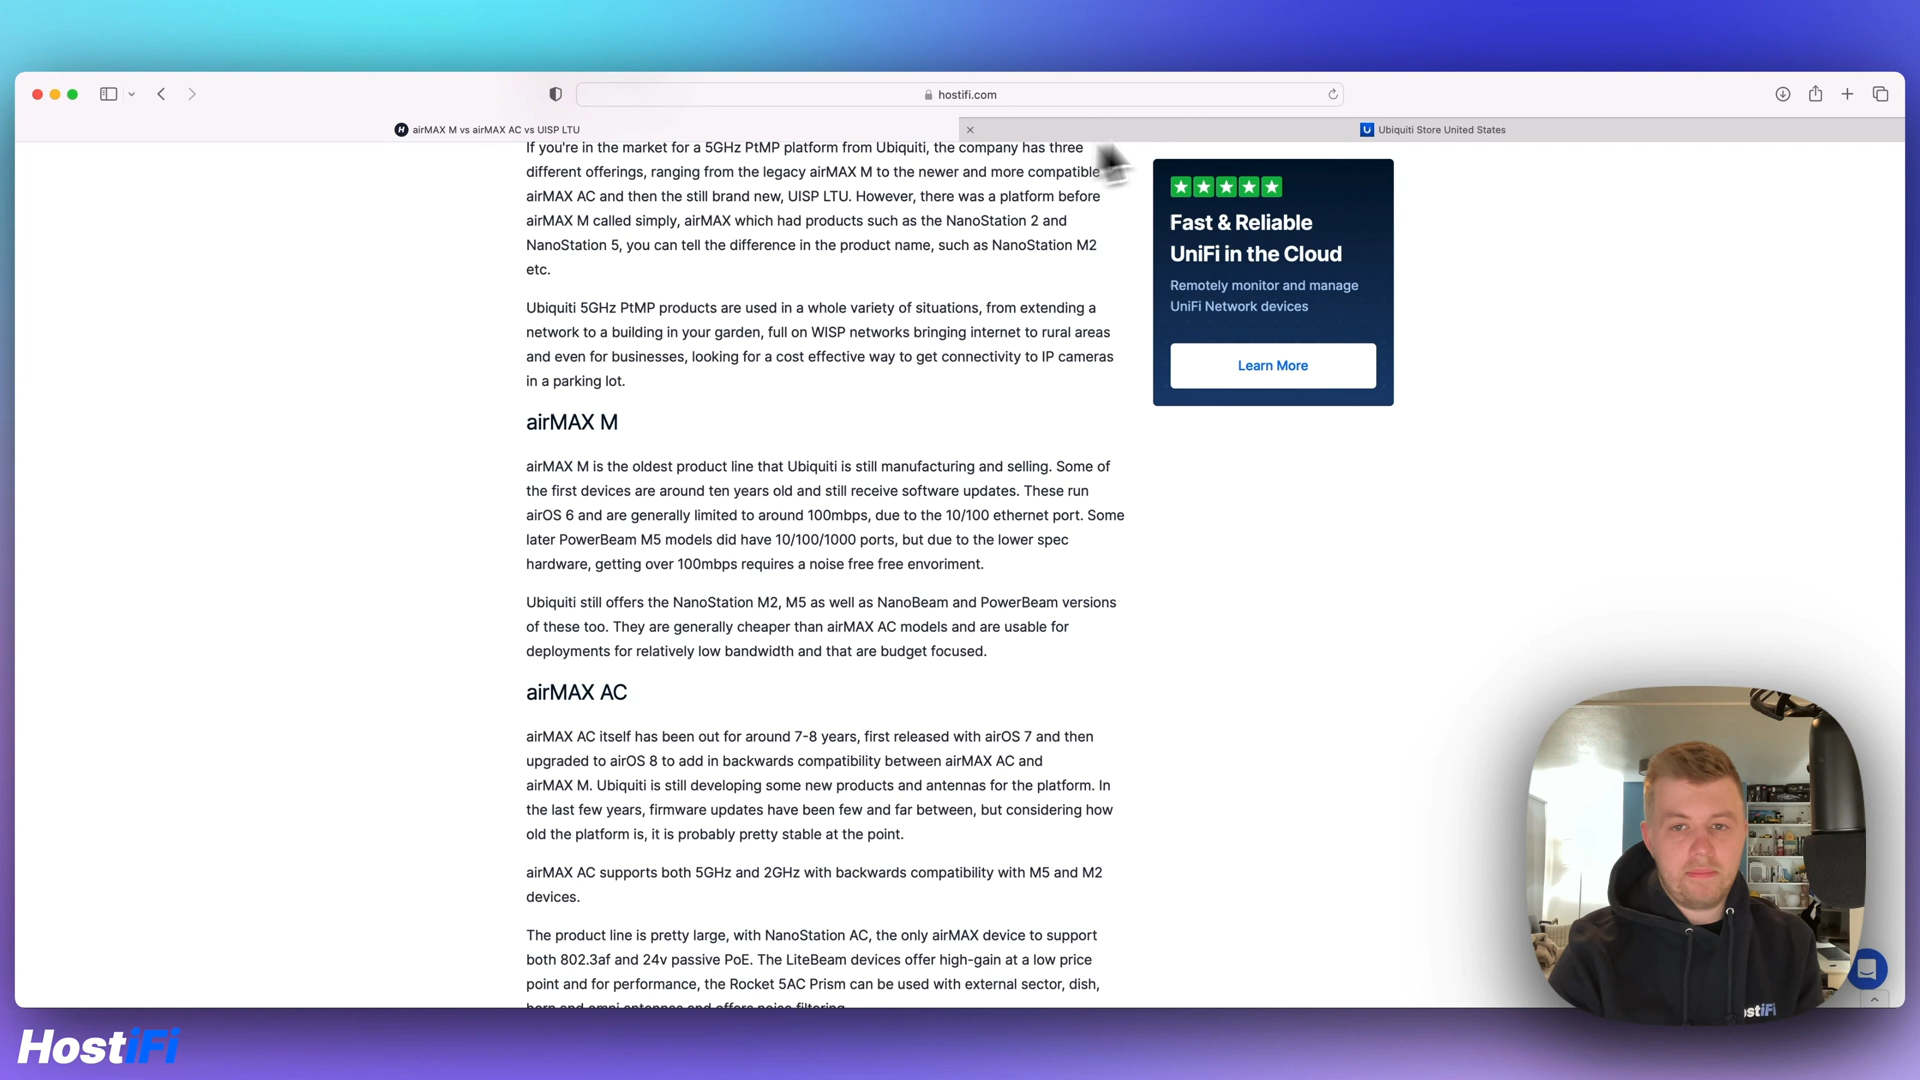 hostifi.com
airMAX M vs airMAX AC vs UISP LTU
Ubiquiti Store United States
If you're in the market for a 5GHz PtMP platform from Ubiquiti, the company has three
different offerings, ranging from the legacy airMAX M to the newer and more compatible
airMAX AC and then the still brand new, UISP LTU. However, there was a platform before
airMAX M called simply, airMAX which had products such as the NanoStation 2 and
NanoStation 5, you can tell the difference in the product name, such as NanoStation M2
etc.
Ubiquiti 5GHz PtMP products are used in a whole variety of situations, from extending a
network to a building in your garden, full on WISP networks bringing internet to rural areas
and even for businesses, looking for a cost effective way to get connectivity to IP cameras
in a parking lot.
airMAX M
airMAX M is the oldest product line that Ubiquiti is still manufacturing and selling. Some of
the first devices are around ten years old and still receive software updates. These run
airOS 6 and are generally limited to around 100mbps, due to the 10/100 ethernet port. Some
later PowerBeam M5 models did have 10/100/1000 ports, but due to the lower spec
hardware, getting over 100mbps requires a noise free free envoriment.
Ubiquiti still offers the NanoStation M2, M5 as well as NanoBeam and PowerBeam versions
of these too. They are generally cheaper than airMAX AC models and are usable for
deployments for relatively low bandwidth and that are budget focused.
airMAX AC
airMAX AC itself has been out for around 7-8 years, first released with airOS 7 and then
upgraded to airOS 8 to add in backwards compatibility between airMAX AC and
airMAX M. Ubiquiti is still developing some new products and antennas for the platform. In
the last few years, firmware updates have been few and far between, but considering how
old the platform is, it is probably pretty stable at the point.
airMAX AC supports both 5GHz and 2GHz with backwards compatibility with M5 and M2
devices.
The product line is pretty large, with NanoStation AC, the only airMAX device to support
both 802.3af and 24v passive PoE. The LiteBeam devices offer high-gain at a low price
point and for performance, the Rocket 5AC Prism can be used with external sector, dish,
horn and omni antennas and offers noise filtering.
Fast & Reliable
UniFi in the Cloud
Remotely monitor and manage
UniFi Network devices
Learn More
stiFi
HostiFi